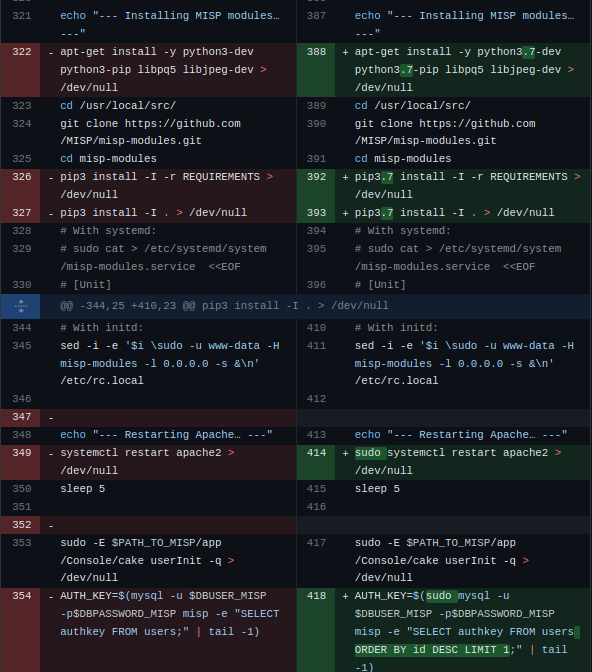 321 echo "--- Installing MISP modules… 387 echo "--- Installing MISP modules…
---" ---"
322 - apt-get install -y python3-dev 388 + apt-get install -y python3.7-dev
python3-pip libpq5 libjpeg-dev > python3.7-pip libpq5 libjpeg-dev >
/dev/null /dev/null
323 cd /usr/local/src/ 389 cd /usr/local/src/
324 git clone https://github.com 390 git clone https://github.com
/MISP/misp-modules.git /MISP/misp-modules.git
325 cd misp-modules 391 cd misp-modules
326 - pip3 install -I -r REQUIREMENTS > 392 + pip3.7 install -I -r REQUIREMENTS >
/dev/null /dev/null
327 - pip3 install -I . > /dev/null 393 + pip3.7 install -I . > /dev/null
328 # With systemd: 394 # With systemd:
329 # sudo cat > /etc/systemd/system 395 # sudo cat > /etc/systemd/system
/misp-modules.service <<EOF /misp-modules.service <<EOF
330 # [Unit] 396 # [Unit]
@@ -344,25 +410,23 @@ pip3 install -I . > /dev/null
344 # With initd: 410 # With initd:
345 sed -i -e '$i \sudo -u www-data -H 411 sed -i -e '$i \sudo -u www-data -H
misp-modules -l 0.0.0.0 -s &\n' misp-modules -l 0.0.0.0 -s &\n'
/etc/rc.local /etc/rc.local
346 412
347 -
348 echo "--- Restarting Apache… ---" 413 echo "--- Restarting Apache… ---"
349 - systemctl restart apache2 > 414 + sudo systemctl restart apache2 >
/dev/null /dev/null
350 sleep 5 415 sleep 5
351 416
352 -
353 sudo -E $PATH_TO_MISP/app 417 sudo -E $PATH_TO_MISP/app
/Console/cake userInit -q > /Console/cake userInit -q >
/dev/null /dev/null
354 - AUTH_KEY=$(mysql -u $DBUSER_MISP 418 + AUTH_KEY=$(sudo mysql -u
-p$DBPASSWORD_MISP misp -e "SELECT $DBUSER_MISP -p$DBPASSWORD_MISP
authkey FROM users;" | tail -1) misp -e "SELECT authkey FROM users
ORDER BY id DESC LIMIT 1;" | tail
-1)